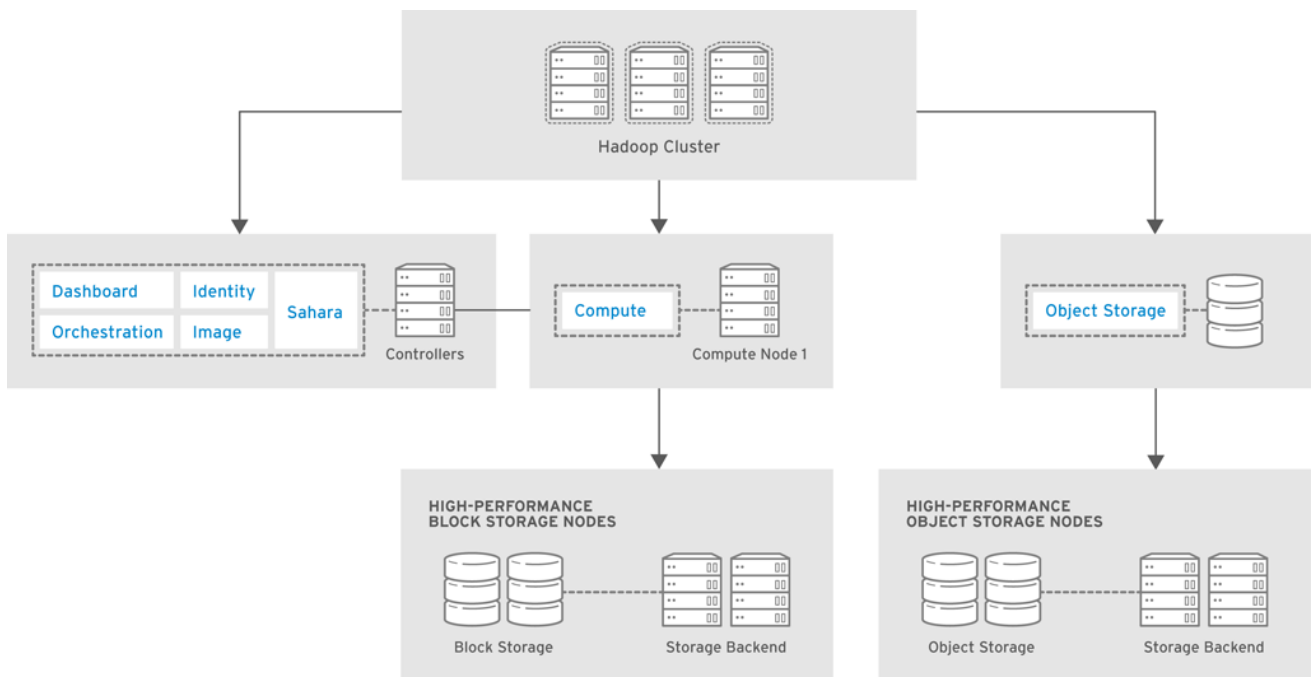 Hadoop Cluster
Dashboard
Identity
Sahara
Orchestration
Image
Controllers
Compute
Compute Node 1
Object Storage
HIGH-PERFORMANCE
BLOCK STORAGE NODES
Block Storage
Storage Backend
HIGH-PERFORMANCE
OBJECT STORAGE NODES
Object Storage
Storage Backend